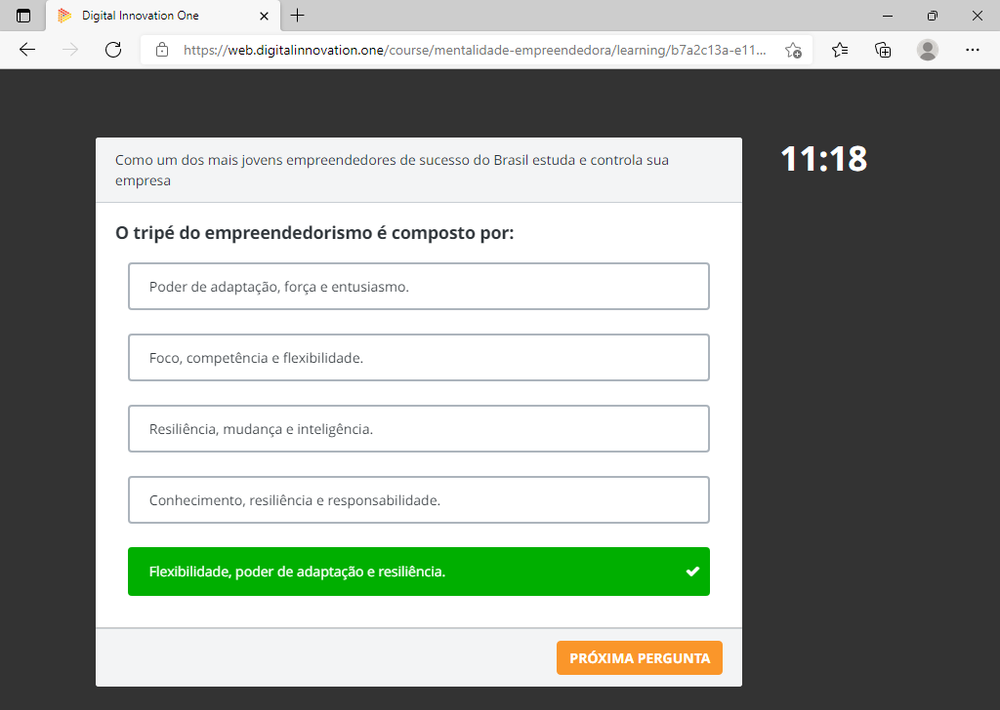 Digital Innovation One
https://web.digitalinnovation.one/course/mentalidade-empreendedora/learning/b7a2c13a-e11...
Como um dos mais jovens empreendedores de sucesso do Brasil estuda e controla sua
empresa
11:18
O tripé do empreendedorismo é composto por:
Poder de adaptação, força e entusiasmo.
Foco, competência e flexibilidade.
Resiliência, mudança e inteligência.
Conhecimento, resiliência e responsabilidade.
Flexibilidade, poder de adaptação e resiliência.
PRÓXIMA PERGUNTA